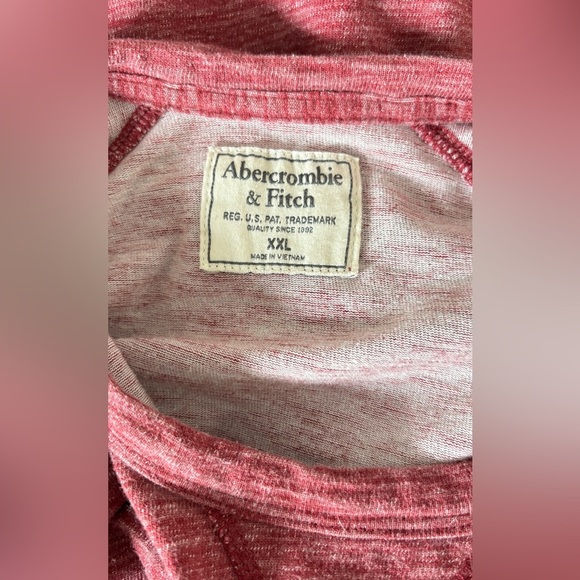 Abercrombie
& Fitch
REG. U.S. PAT. TRADEMARK
QUALITY SINCE 1892
XXL
MADE IN VIETNAM